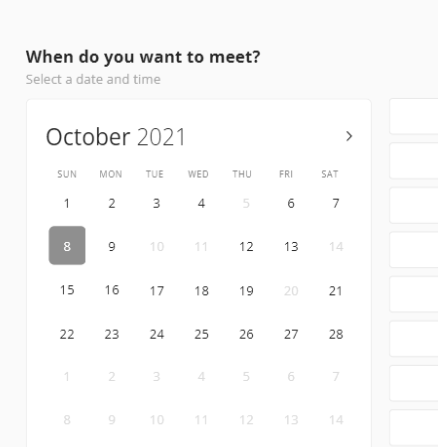 When do you want to meet?
Select a date and time
October 2021
SUN MON TUE WED THU FRI SAT
1 2 3 4 5 6 7
8 9 10 11 12 13 14
15 16 17 18 19 20 21
22 23 24 25 26 27 28
1 2 3 4 5 6 7
8 9 10 11 12 13 14